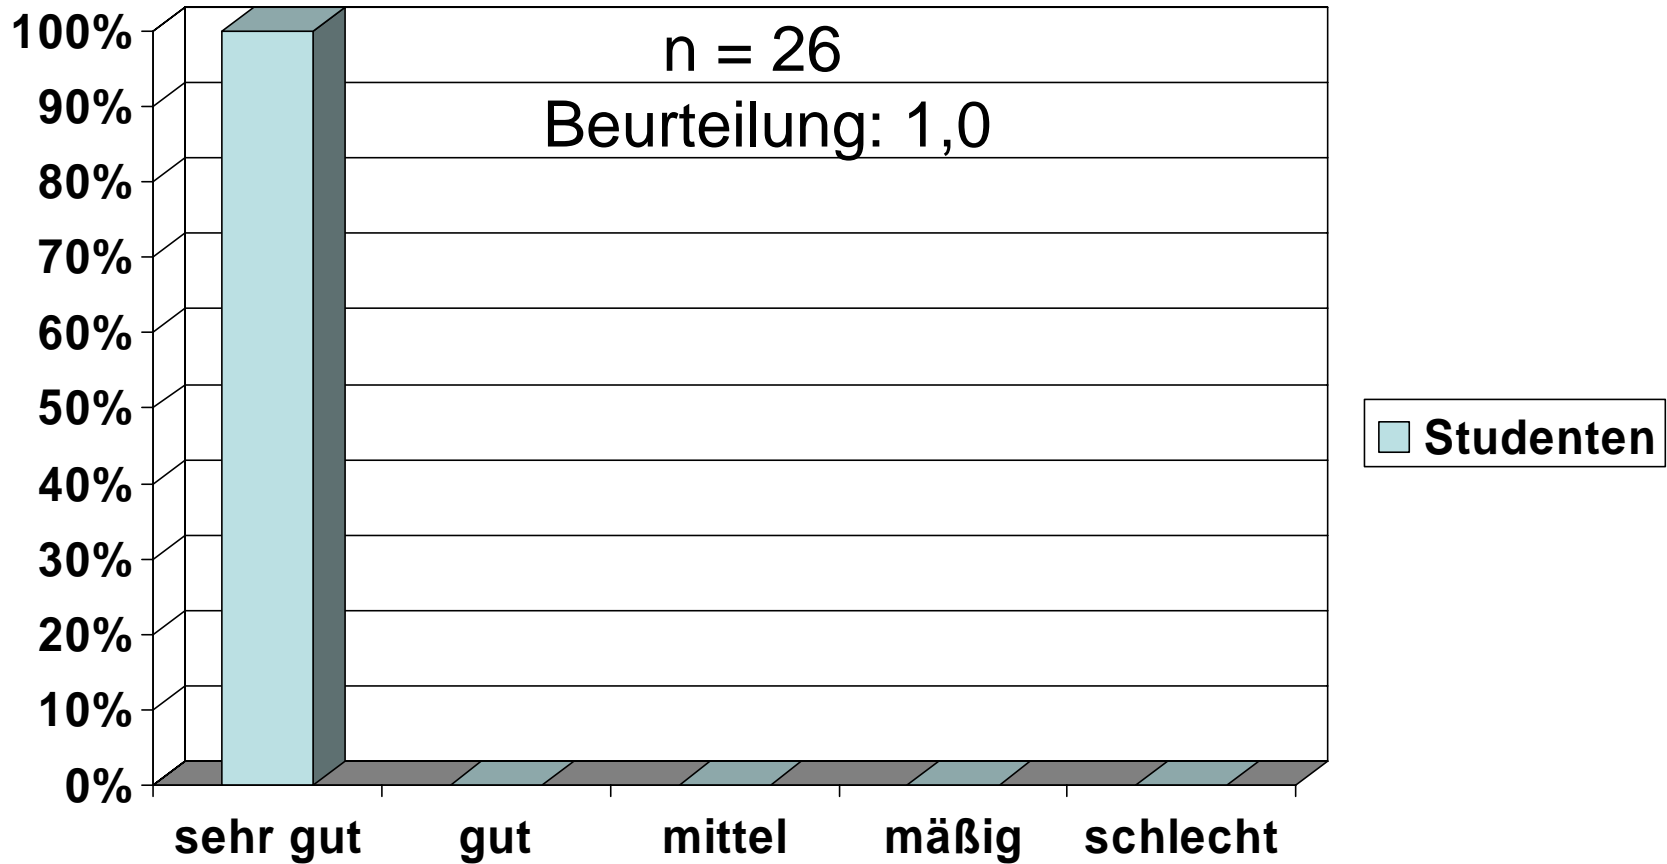 n = 26
Beurteilung: 1,0
100%
90%
80%
70%
60%
50%
40%
30%
20%
10%
0%
sehr gut gut mittel mäßig schlecht
Studenten